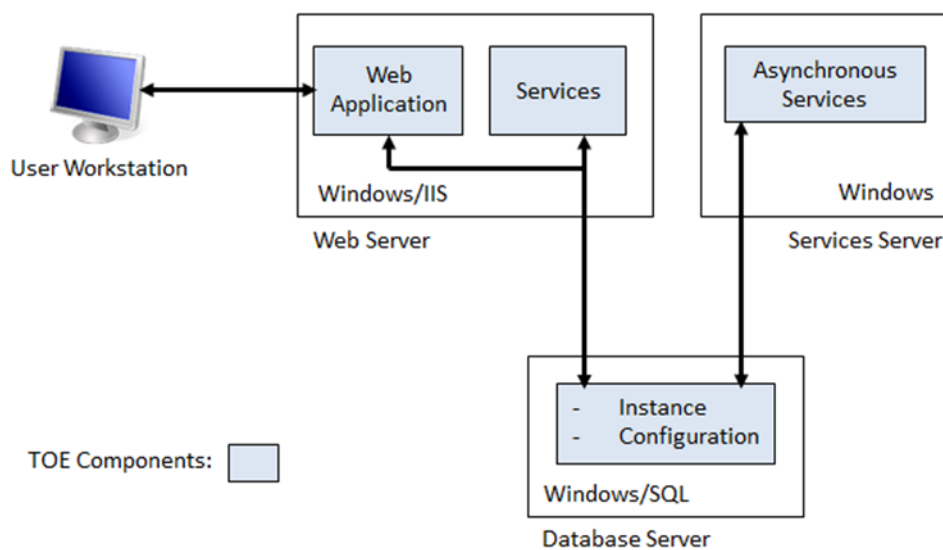 Web
Application
Services
Asynchronous
Services
User Workstation
Windows/IIS
Windows
Web Server
Services Server
- Instance
- Configuration
TOE Components:
Windows/SQL
Database Server